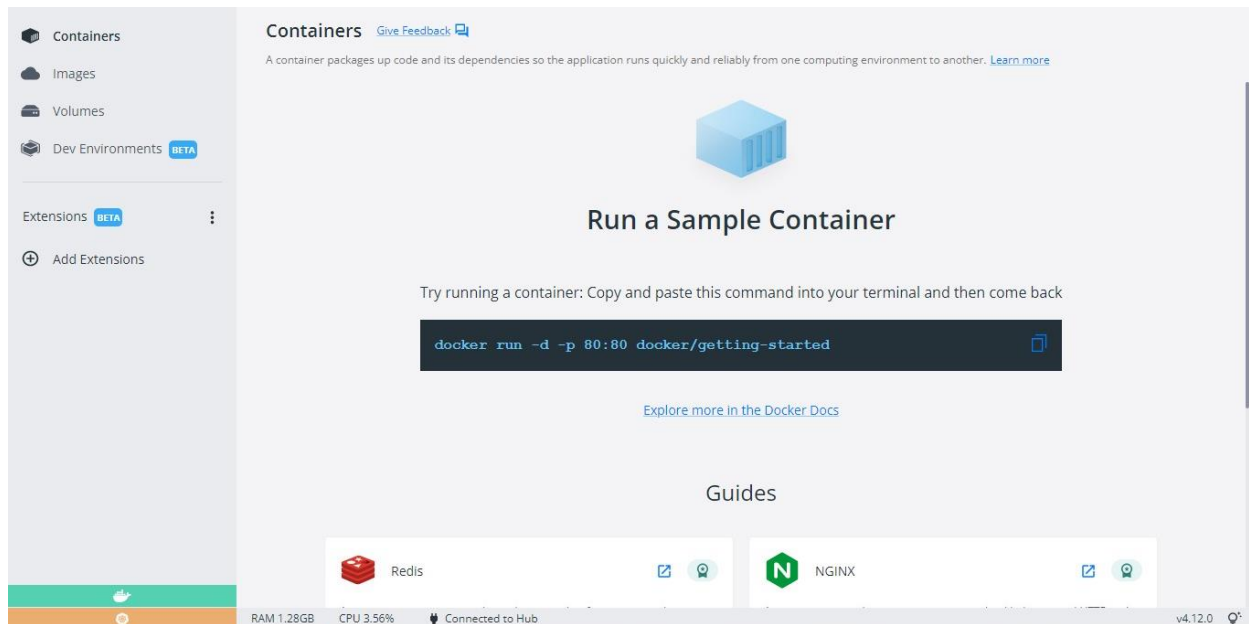 Containers
Images
Volumes
Dev Environments BETA
Extensions BETA
Add Extensions
Containers Give Feedback
A container packages up code and its dependencies so the application runs quickly and reliably from one computing environment to another. Learn more
Run a Sample Container
Try running a container: Copy and paste this command into your terminal and then come back
docker run -d -p 80:80 docker/getting-started
Explore more in the Docker Docs
Guides
Redis
N NGINX
RAM 1.28GB CPU 3.56% Connected to Hub v4.12.0